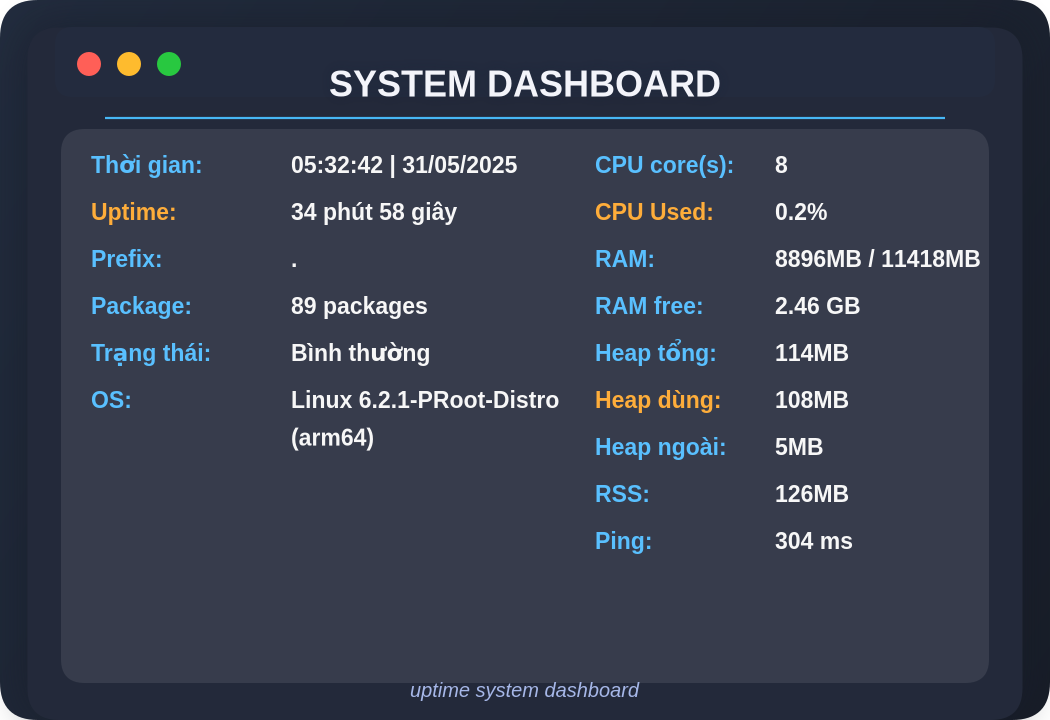 SYSTEM DASHBOARD
Thời gian: 05:32:42 | 31/05/2025
Uptime: 34 phút 58 giây
Prefix: .
Package: 89 packages
Trạng thái: Bình thường
OS: Linux 6.2.1-PRoot-Distro
(arm64)
CPU core(s): 8
CPU Used: 0.2%
RAM: 8896MB / 11418MB
RAM free: 2.46 GB
Heap tổng: 114MB
Heap dùng: 108MB
Heap ngoài: 5MB
RSS: 126MB
Ping: 304 ms
uptime system dashboard